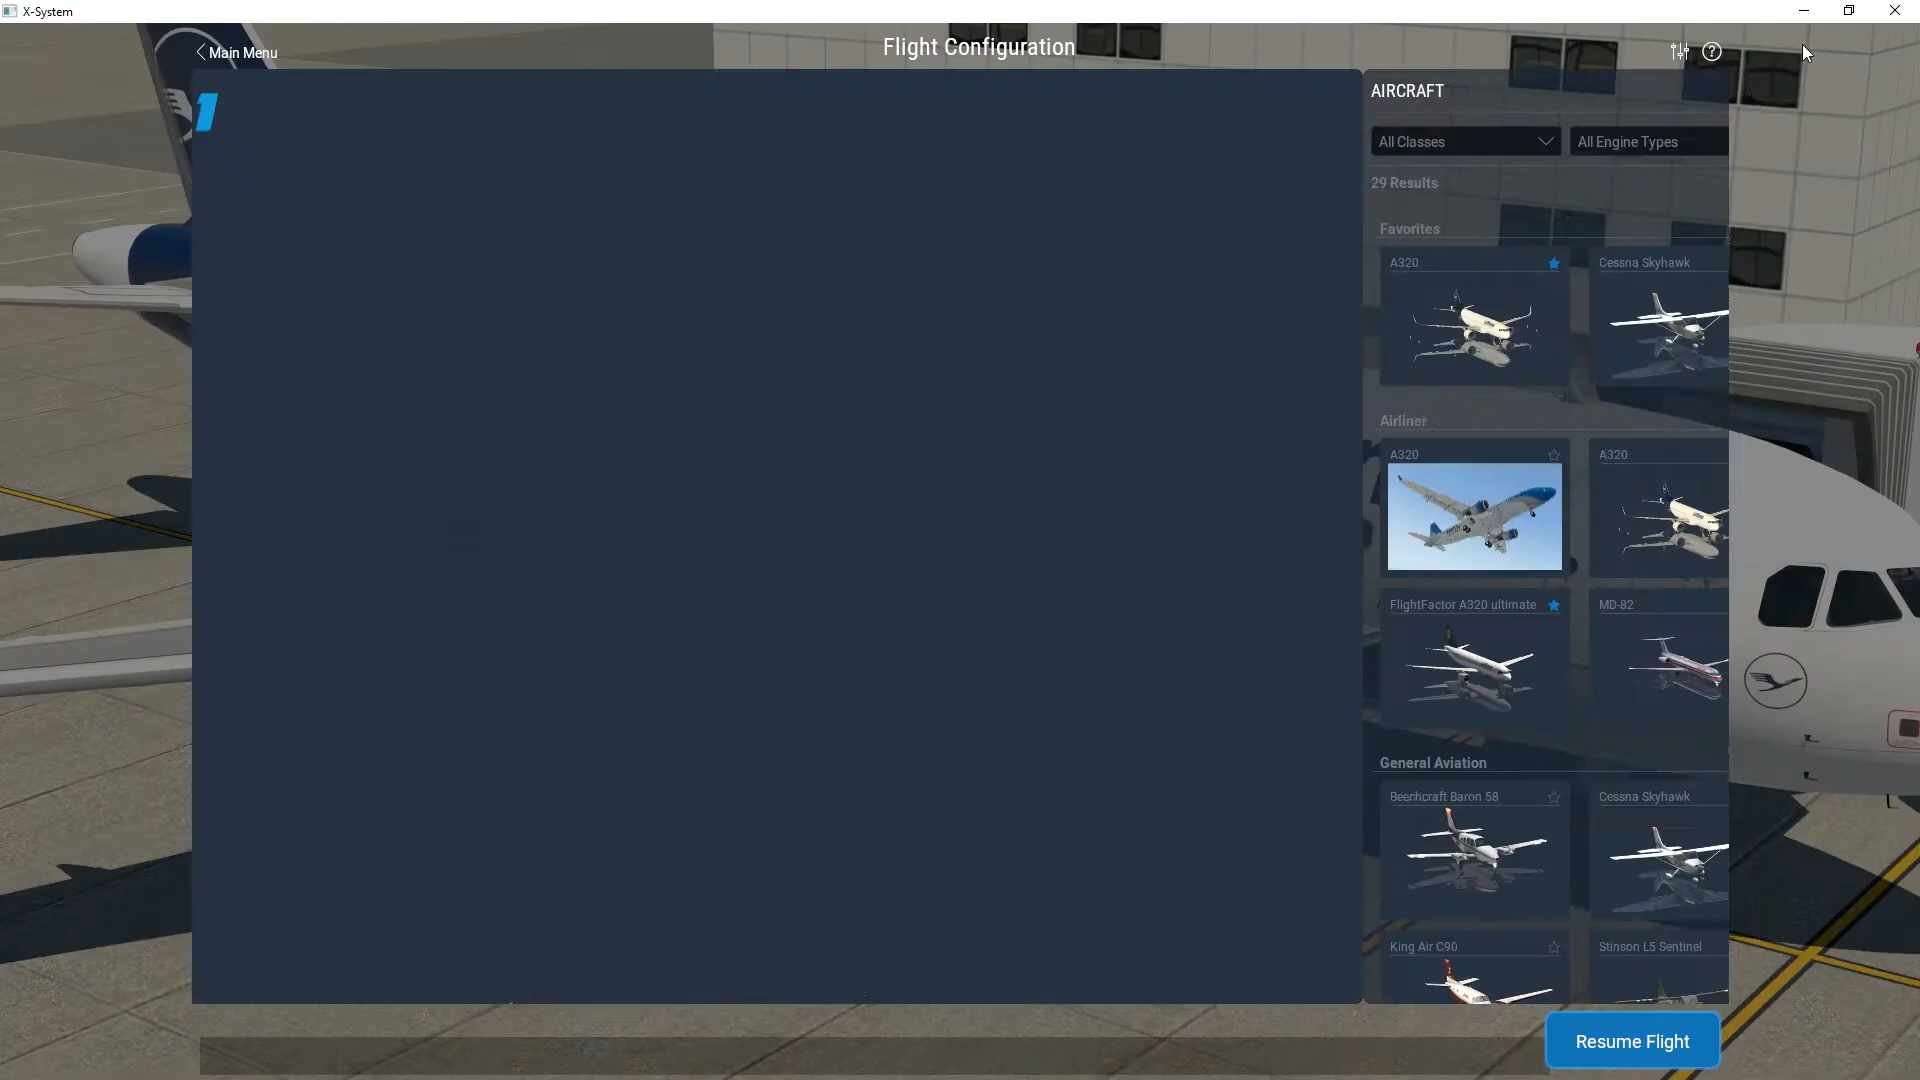 X-System
Main Menu
Flight Configuration
1
AIRCRAFT
All Classes
All Engine Types
29 Results
Favorites
A320
Cessna Skyhawk
Airliner
A320
A320
FlightFactor A320 ultimate
MD-82
General Aviation
Beechcraft Baron 58
Cessna Skyhawk
King Air C90
Stinson L5 Sentinel
Resume Flight